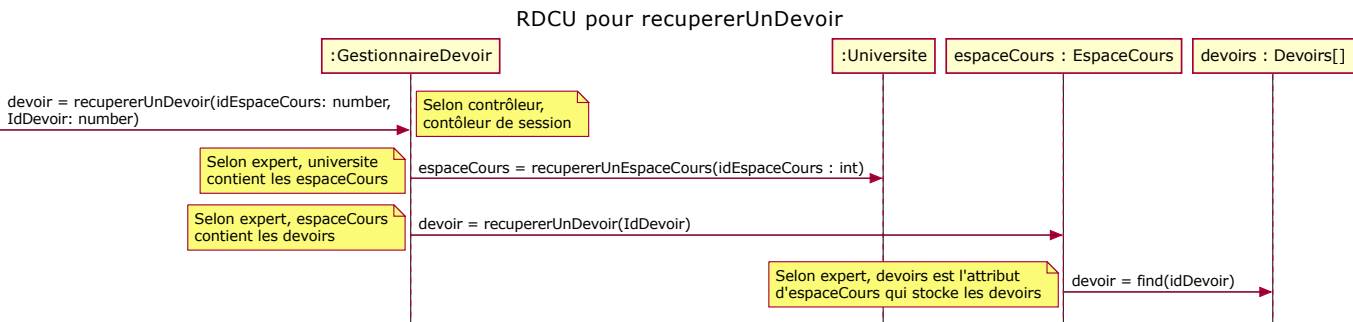 RDCU pour recupererUnDevoir
:GestionnaireDevoir
:Universite
espaceCours : EspaceCours
devoirs : Devoirs[]
devoir = recupererUnDevoir(idEspaceCours: number,
IdDevoir: number)
Selon contrôleur,
contôleur de session
Selon expert, universite
contient les espaceCours
espaceCours = recupererUnEspaceCours(idEspaceCours : int)
Selon expert, espaceCours
contient les devoirs
devoir = recupererUnDevoir(IdDevoir)
Selon expert, devoirs est l'attribut
d'espaceCours qui stocke les devoirs
devoir = find(idDevoir)